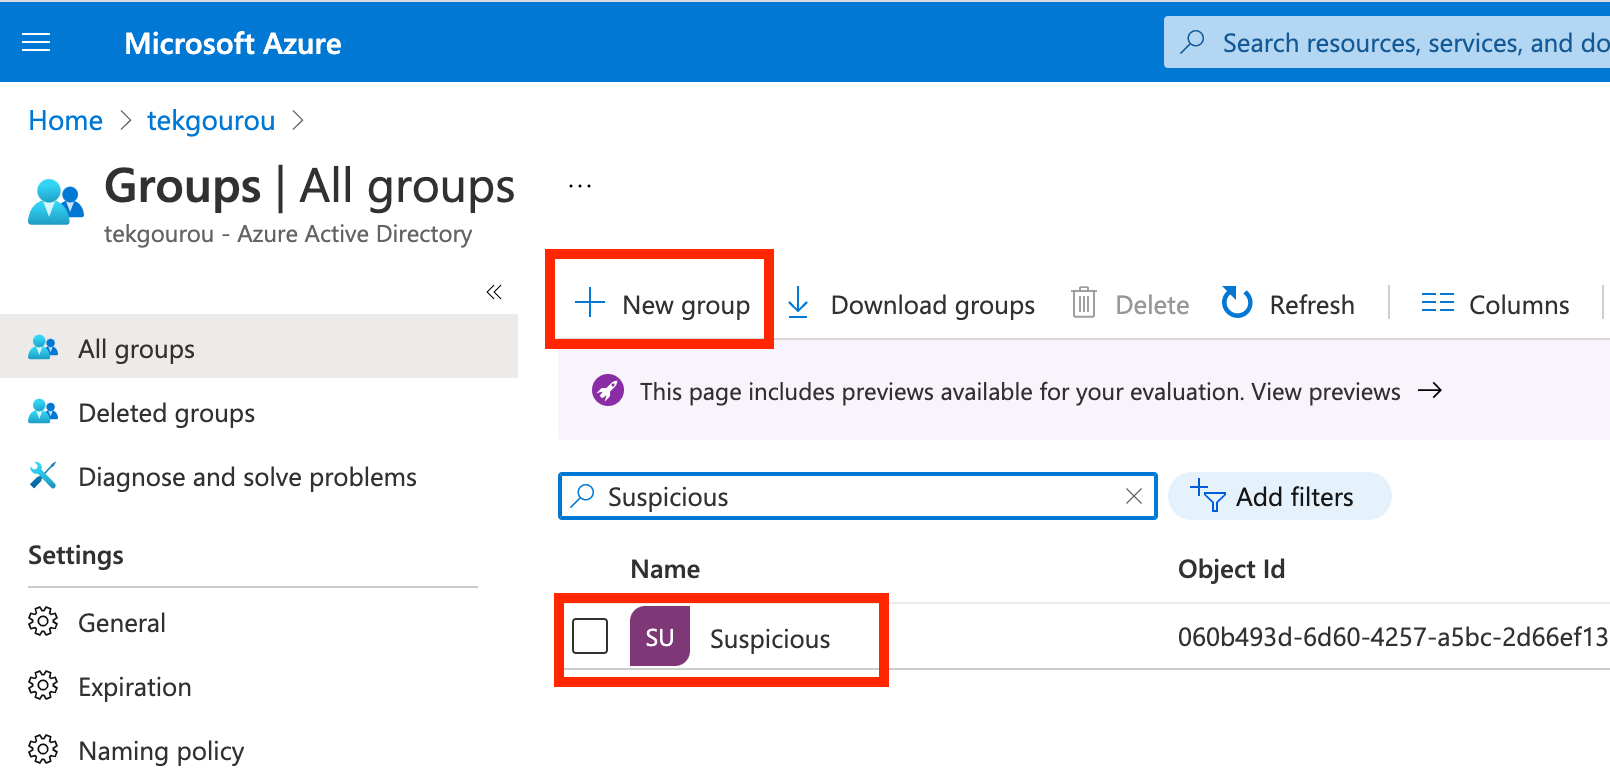 Microsoft Azure
Search resources, services, and do
Home > tekgourou >
Groups | All groups ...
tekgourou - Azure Active Directory
«
All groups
Deleted groups
Diagnose and solve problems
Settings
General
Expiration
Naming policy
New group Download groups Delete Refresh Columns
This page includes previews available for your evaluation. View previews →
Suspicious
Add filters
Name Object Id
SU Suspicious 060b493d-6d60-4257-a5bc-2d66ef13